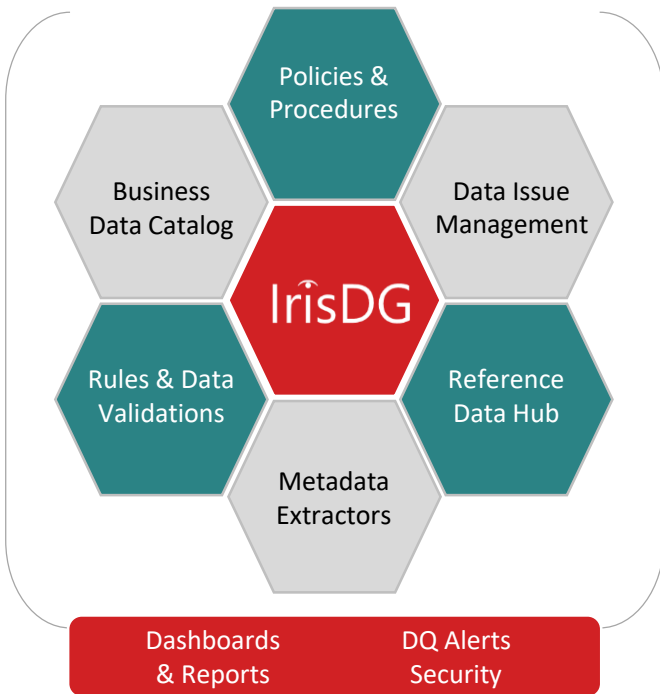 Policies &
Procedures
Business
Data Catalog
Data Issue
Management
IrisDG
Rules & Data
Validations
Reference
Data Hub
Metadata
Extractors
Dashboards
& Reports
DQ Alerts
Security